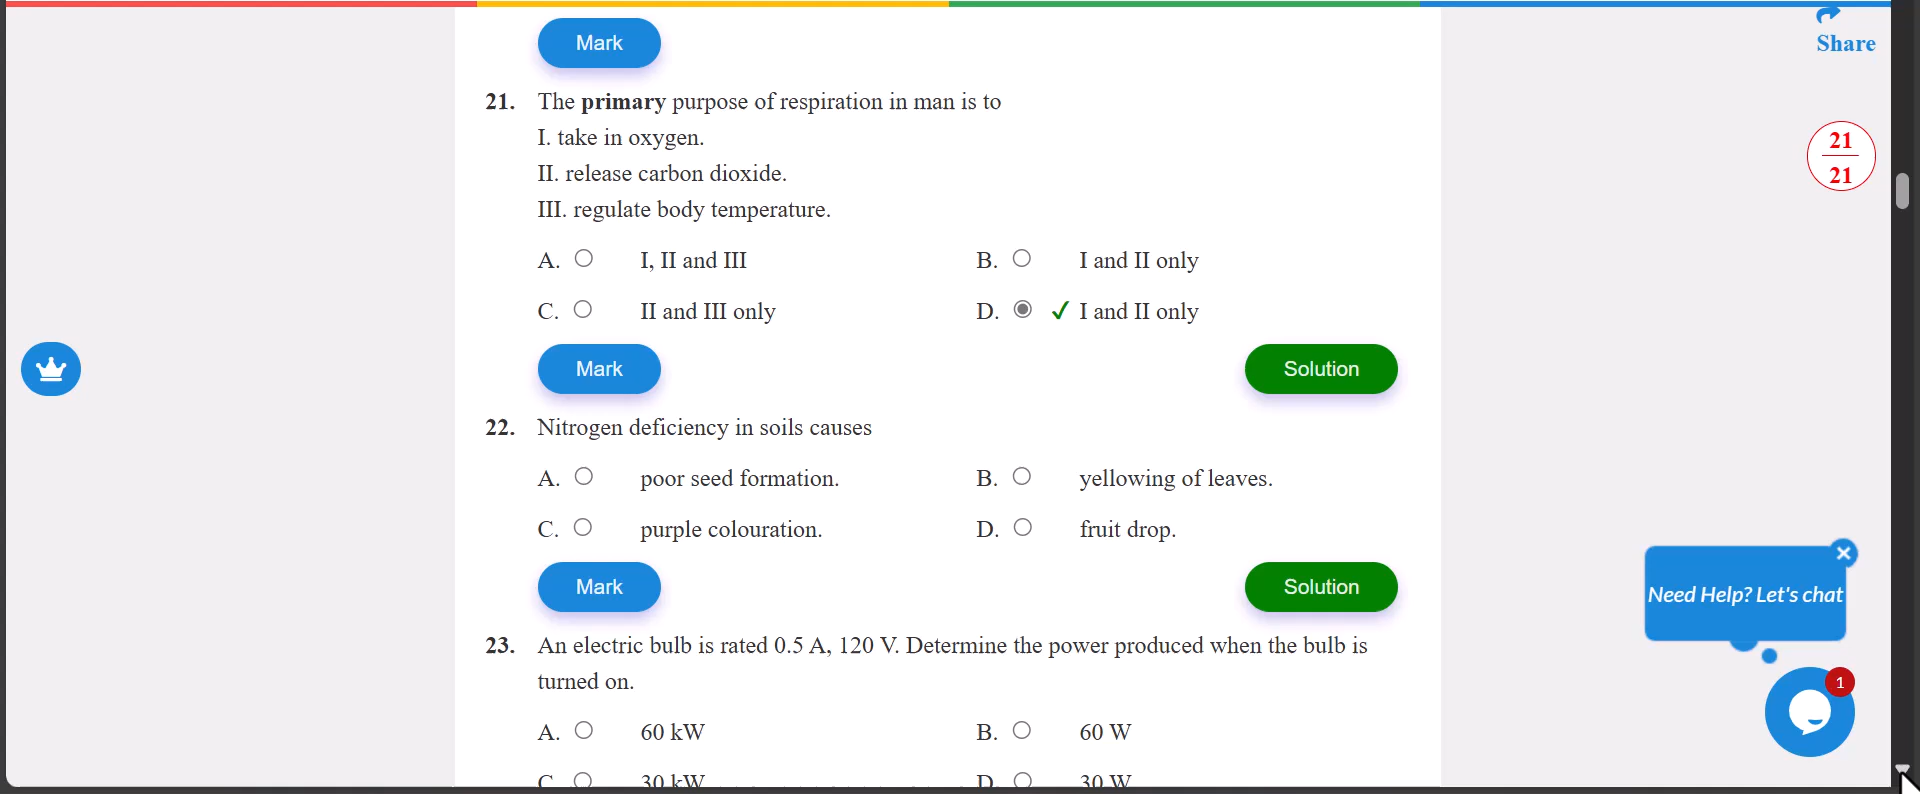 Mark
Share
21. The primary purpose of respiration in man is to
I. take in oxygen.
II. release carbon dioxide.
III. regulate body temperature.
21
21
A. I, II and III B. I and II only
C. II and III only D. ✓ I and II only
Mark Solution
22. Nitrogen deficiency in soils causes
A. poor seed formation. B. yellowing of leaves.
C. purple colouration. D. fruit drop.
Mark Solution
Need Help? Let's chat
23. An electric bulb is rated 0.5 A, 120 V. Determine the power produced when the bulb is
turned on.
1
A. 60 kW B. 60 W
C. 30 kW D. 30 W